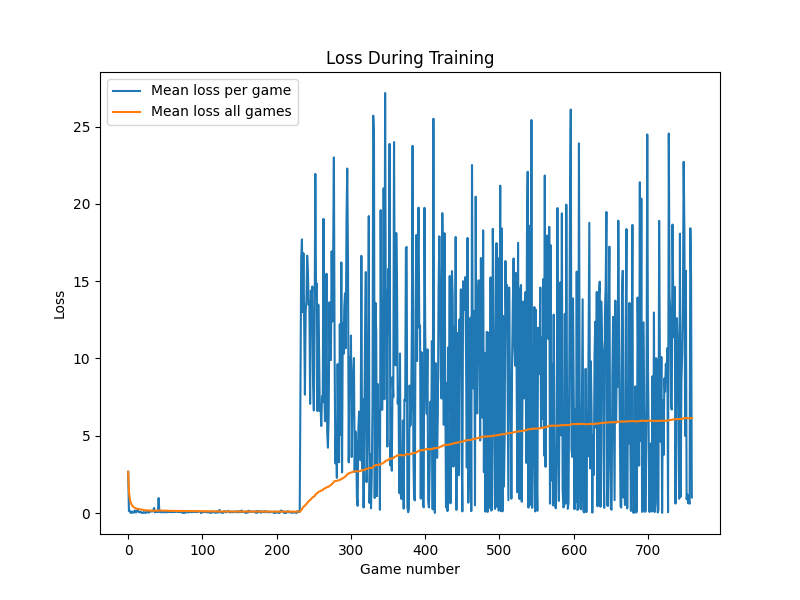 Loss During Training
Mean loss per game
Mean loss all games
Loss
25
20
15
10
5
0
0 100 200 300 400 500 600 700
Game number